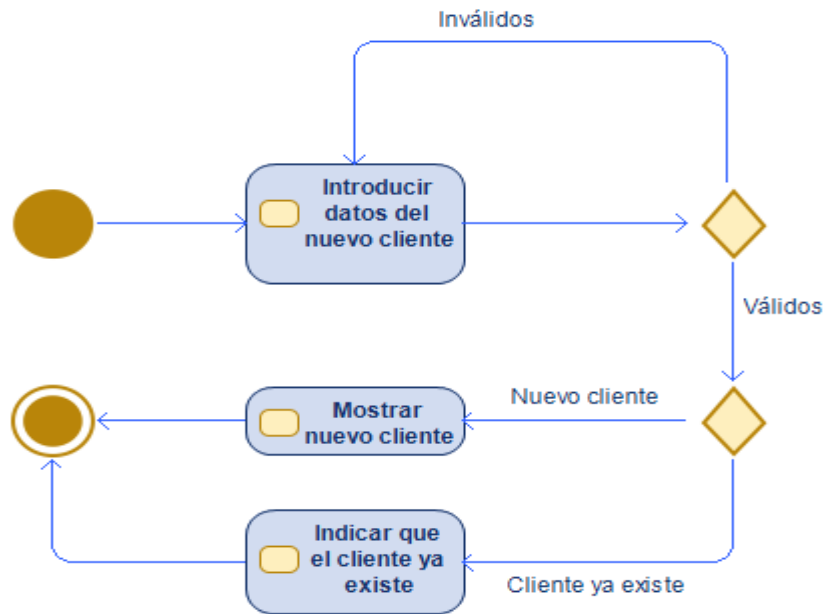 Inválidos
Introducir
datos del
nuevo cliente
Válidos
Nuevo cliente
Mostrar
nuevo cliente
Indicar que
el cliente ya
existe
Cliente ya existe